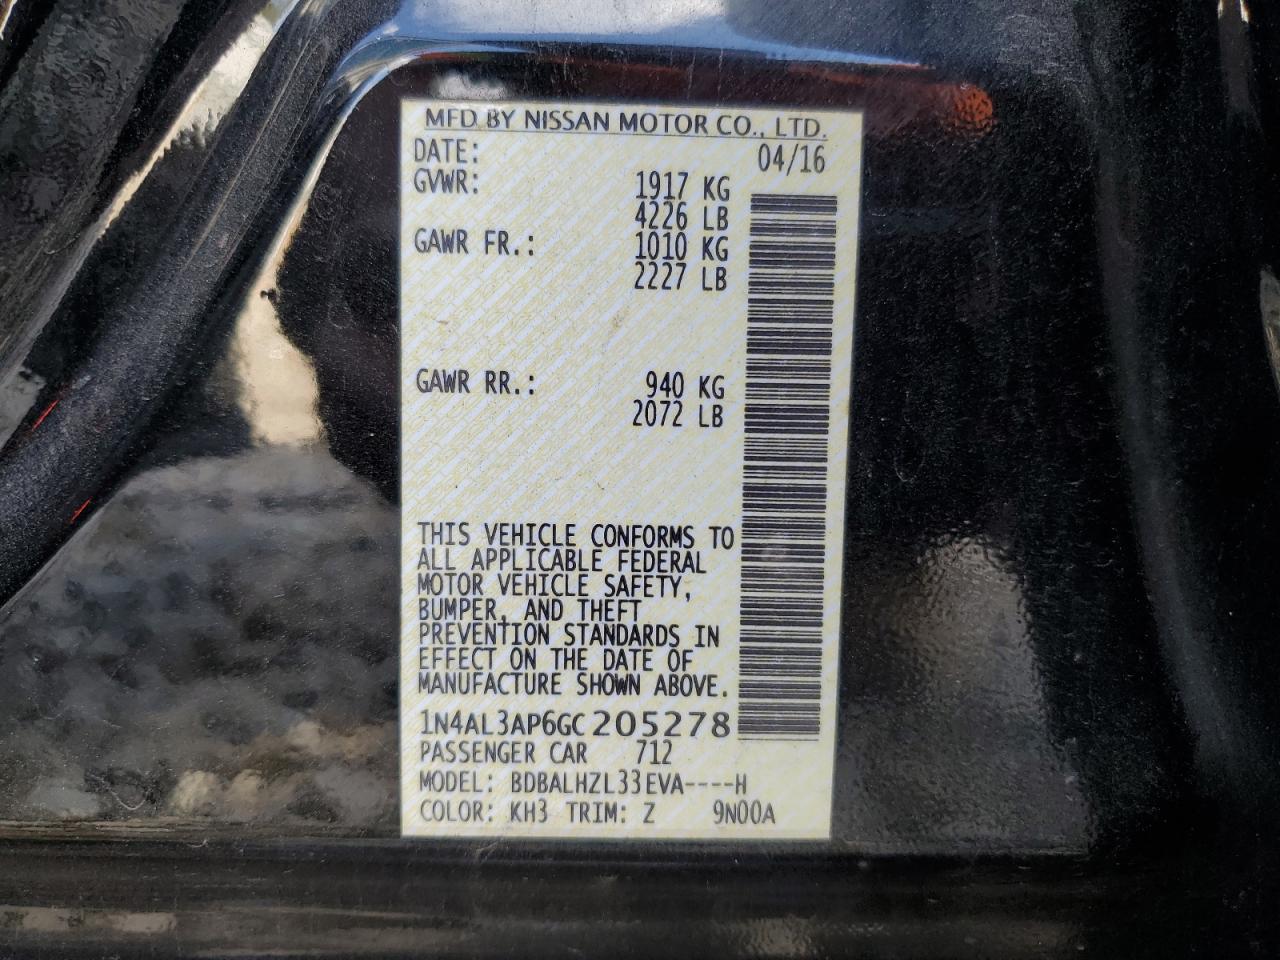 MFD. BY NISSAN MOTOR CO., LTD.
DATE: 04/16
GVWR: 1917 KG
4226 LB
GAWR FR.: 1010 KG
2227 LB
GAWR RR.: 940 KG
2072 LB
THIS VEHICLE CONFORMS TO
ALL APPLICABLE FEDERAL
MOTOR VEHICLE SAFETY,
BUMPER, AND THEFT
PREVENTION STANDARDS IN
EFFECT ON THE DATE OF
MANUFACTURE SHOWN ABOVE.
1N4AL3AP6GC205278
PASSENGER CAR 712
MODEL: BDBALHZL33EVA----H
COLOR: KH3 TRIM: Z 9N00A